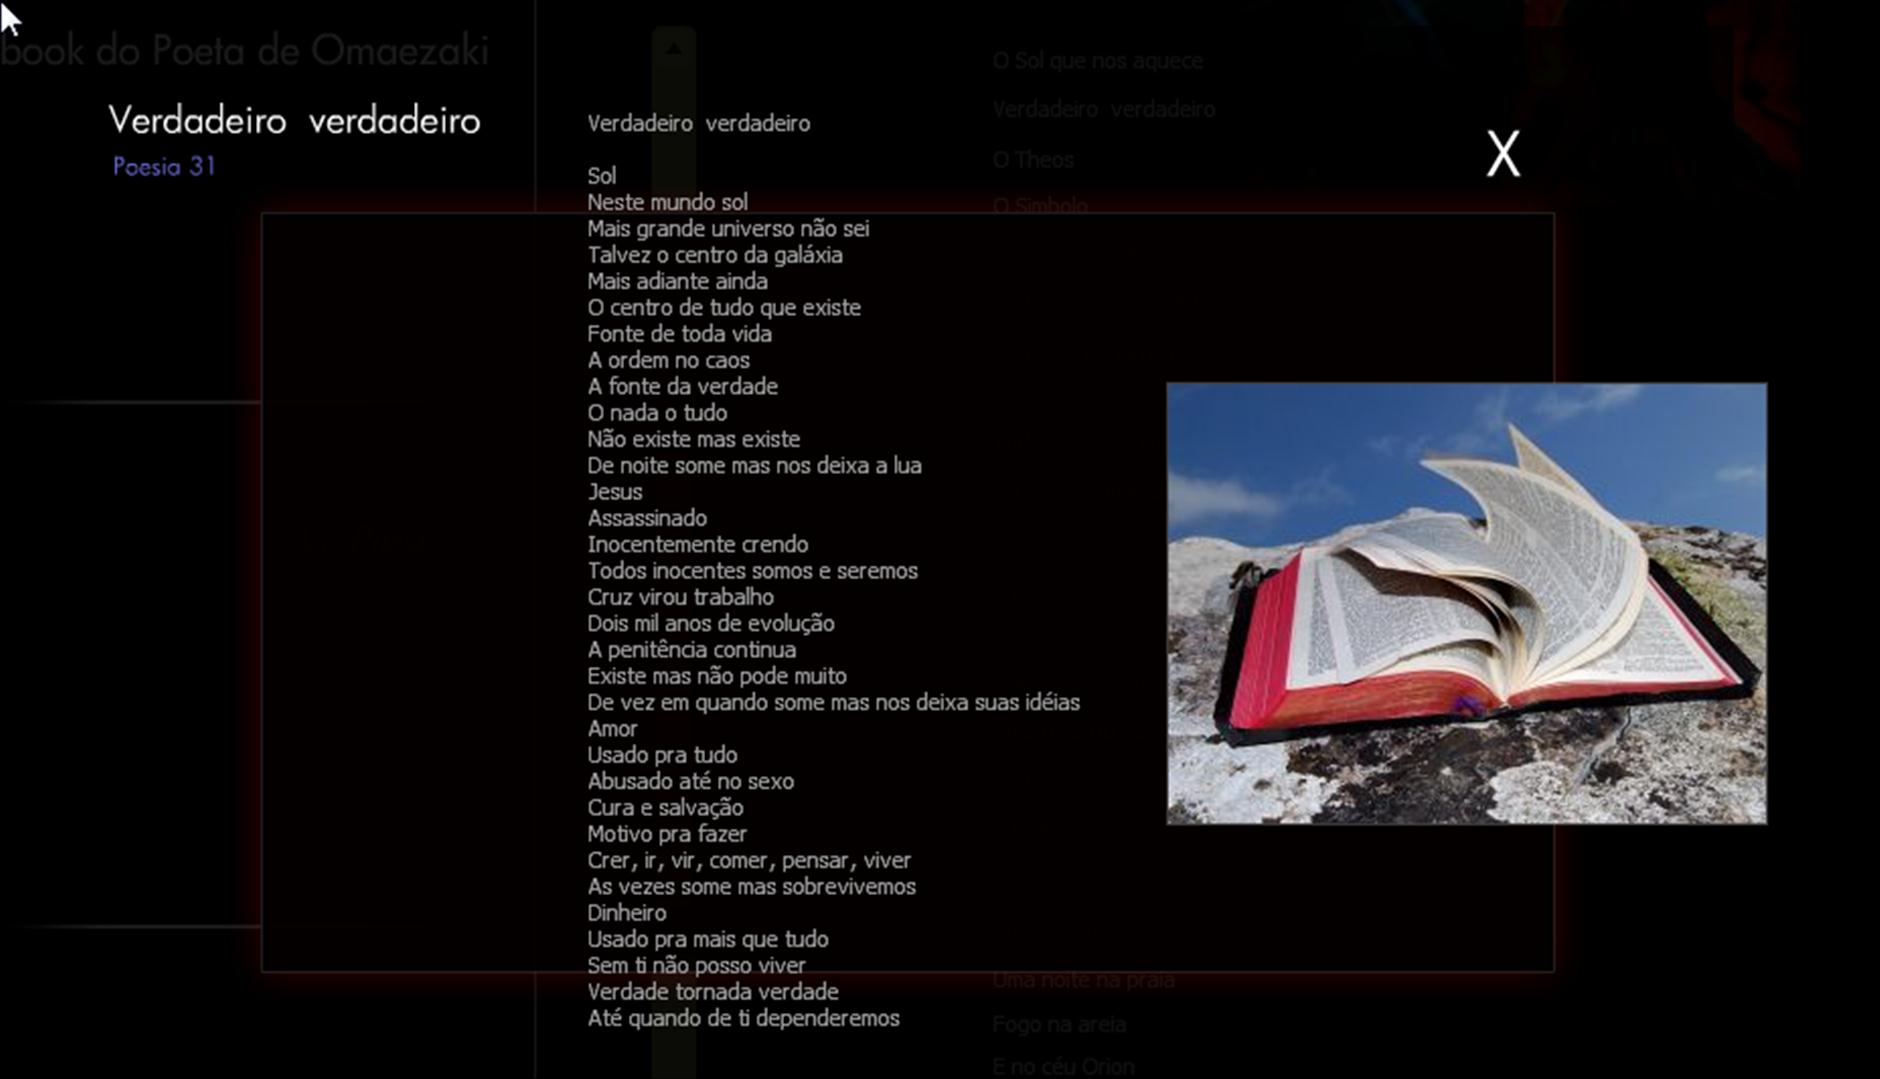 book do Poeta de Omaezaki
Verdadeiro verdadeiro
Poesia 31
X
Verdadeiro verdadeiro
Sol
Neste mundo sol
Mais grande universo não sei
Talvez o centro da galáxia
Mais adiante ainda
O centro de tudo que existe
Fonte de toda vida
A ordem no caos
A fonte da verdade
O nada o tudo
Não existe mas existe
De noite some mas nos deixa a lua
Jesus
Assassinado
Inocentemente crendo
Todos inocentes somos e seremos
Cruz virou trabalho
Dois mil anos de evolução
A penitência continua
Existe mas não pode muito
De vez em quando some mas nos deixa suas idéias
Amor
Usado pra tudo
Abusado até no sexo
Cura e salvação
Motivo pra fazer
Crer, ir, vir, comer, pensar, viver
As vezes some mas sobrevivemos
Dinheiro
Usado pra mais que tudo
Sem ti não posso viver
Verdade tornada verdade
Até quando de ti dependeremos
O Sol que nos aquece
Verdadeiro verdadeiro
O Theos
O Simbolo
Uma noite na praia
Fogo na areia
E no céu Orion